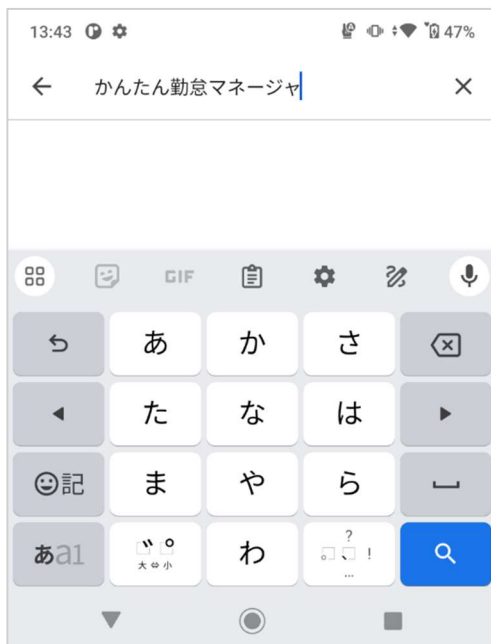 13:43 47%
かんたん勤怠マネージャ
GIF
あ か さ
た な は
記 ま や ら
あa1 大⇔小 わ 。、?!…